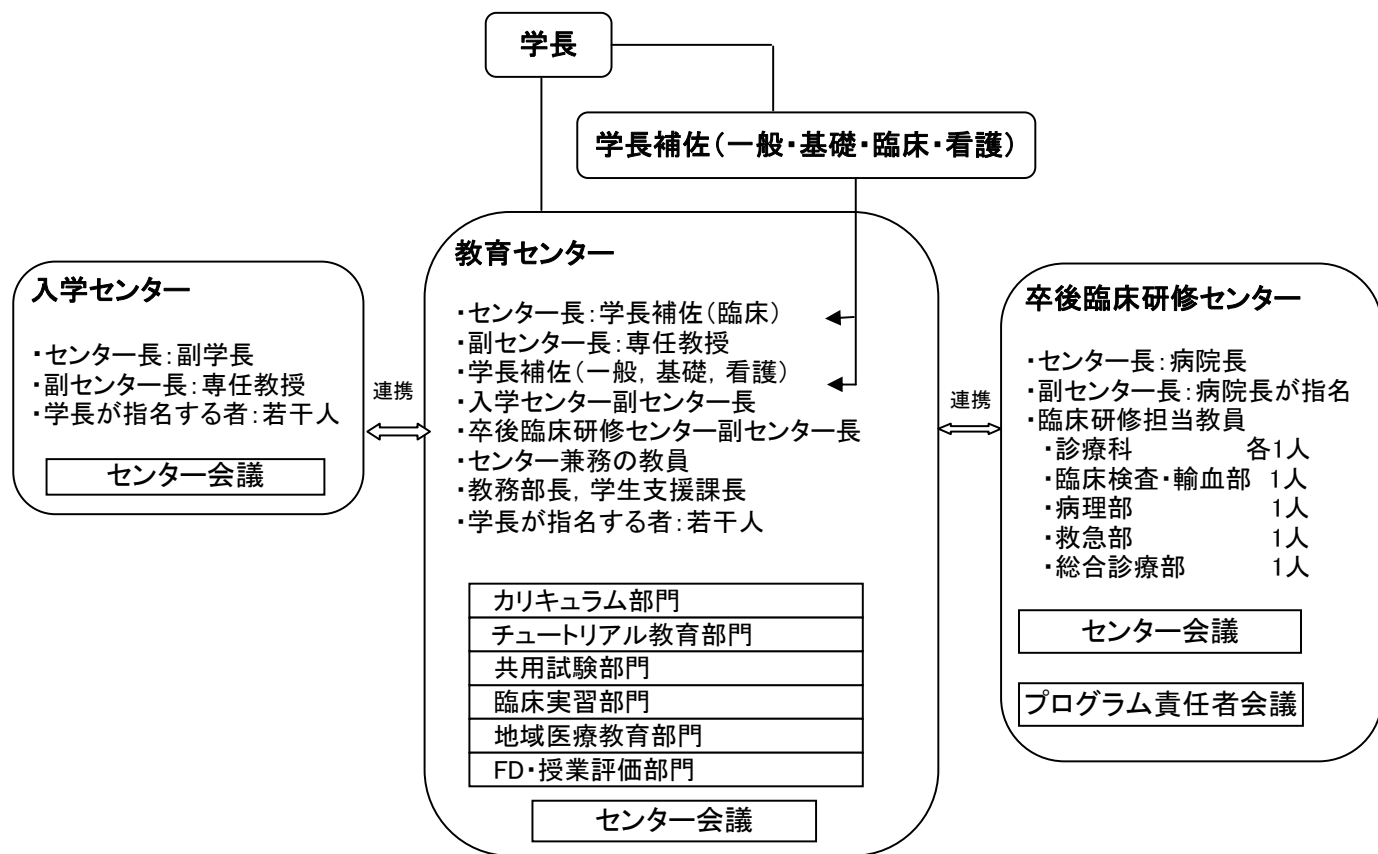 学長
学長補佐(一般・基礎・臨床・看護)
入学センター
・センター長:副学長
・副センター長:専任教授
・学長が指名する者:若干人
センター会議
連携
教育センター
・センター長:学長補佐(臨床)
・副センター長:専任教授
・学長補佐(一般,基礎,看護)
・入学センター副センター長
・卒後臨床研修センター副センター長
・センター兼務の教員
・教務部長,学生支援課長
・学長が指名する者:若干人
カリキュラム部門
チュートリアル教育部門
共用試験部門
臨床実習部門
地域医療教育部門
FD・授業評価部門
センター会議
連携
卒後臨床研修センター
・センター長:病院長
・副センター長:病院長が指名
・臨床研修担当教員
・診療科 各1人
・臨床検査・輸血部 1人
・病理部 1人
・救急部 1人
・総合診療部 1人
センター会議
プログラム責任者会議